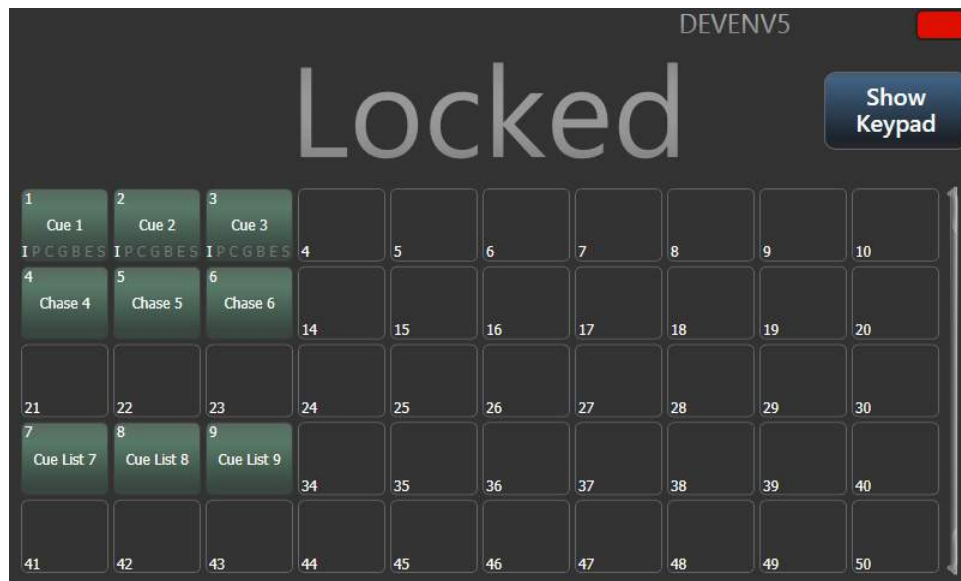 DEVENV5
Locked
Show
Keypad
1 2 3
Cue 1 Cue 2 Cue 3
I P C G B E S I P C G B E S I P C G B E S 4 5 6 7 8 9 10
4 5 6
Chase 4 Chase 5 Chase 6
14 15 16 17 18 19 20
21 22 23 24 25 26 27 28 29 30
7 8 9
Cue List 7 Cue List 8 Cue List 9
34 35 36 37 38 39 40
41 42 43 44 45 46 47 48 49 50